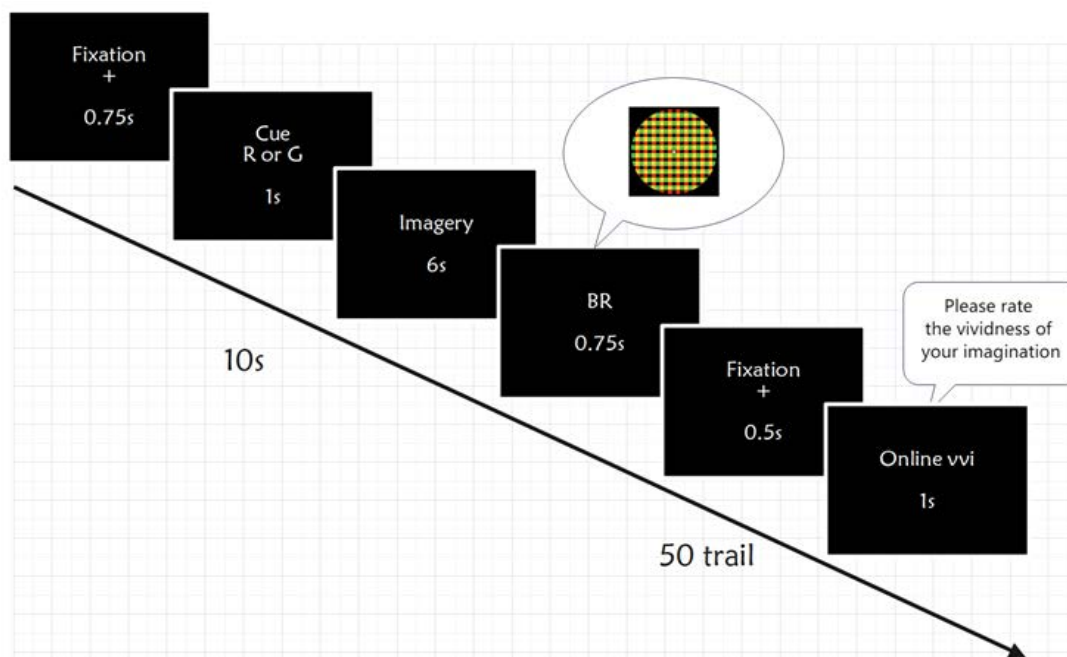 Fixation
+
0.75s
Cue
R or G
1s
Imagery
6s
BR
0.75s
Fixation
+
0.5s
Please rate
the vividness of
your imagination
Online vvi
1s
10s
50 trail